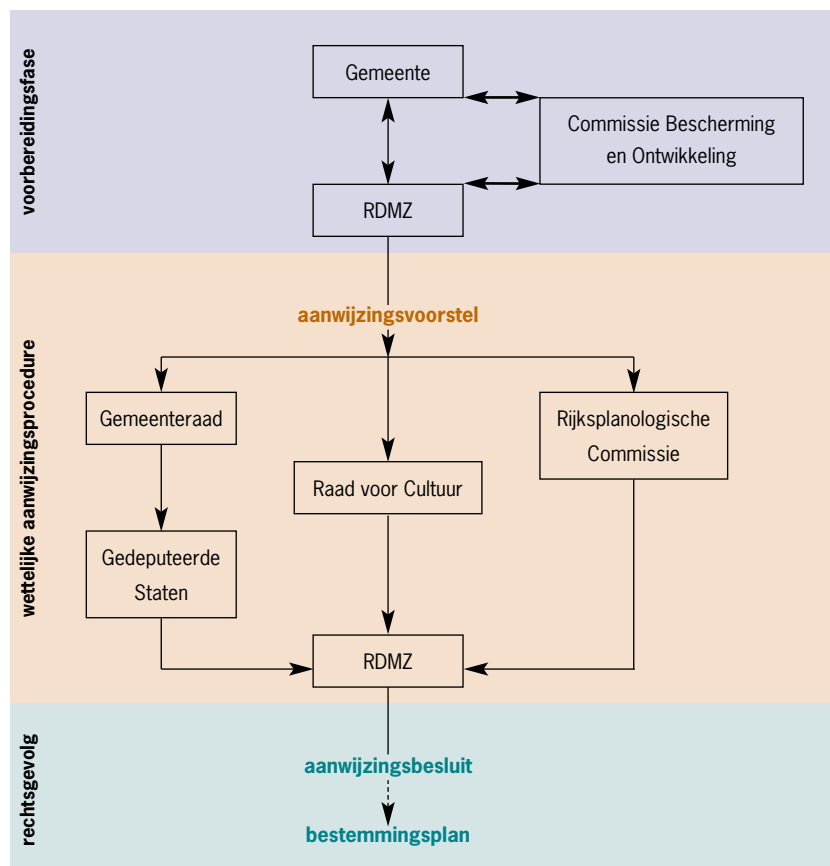 voorbereidingsfase
Gemeente
Commissie Bescherming
en Ontwikkeling
RDMZ
wettelijke aanwijzingsprocedure
aanwijzingsvoorstel
Gemeenteraad
Rijksplanologische
Commissie
Raad voor Cultuur
Gedeputeerde
Staten
RDMZ
rechtsgevolg
aanwijzingsbesluit
bestemmingsplan